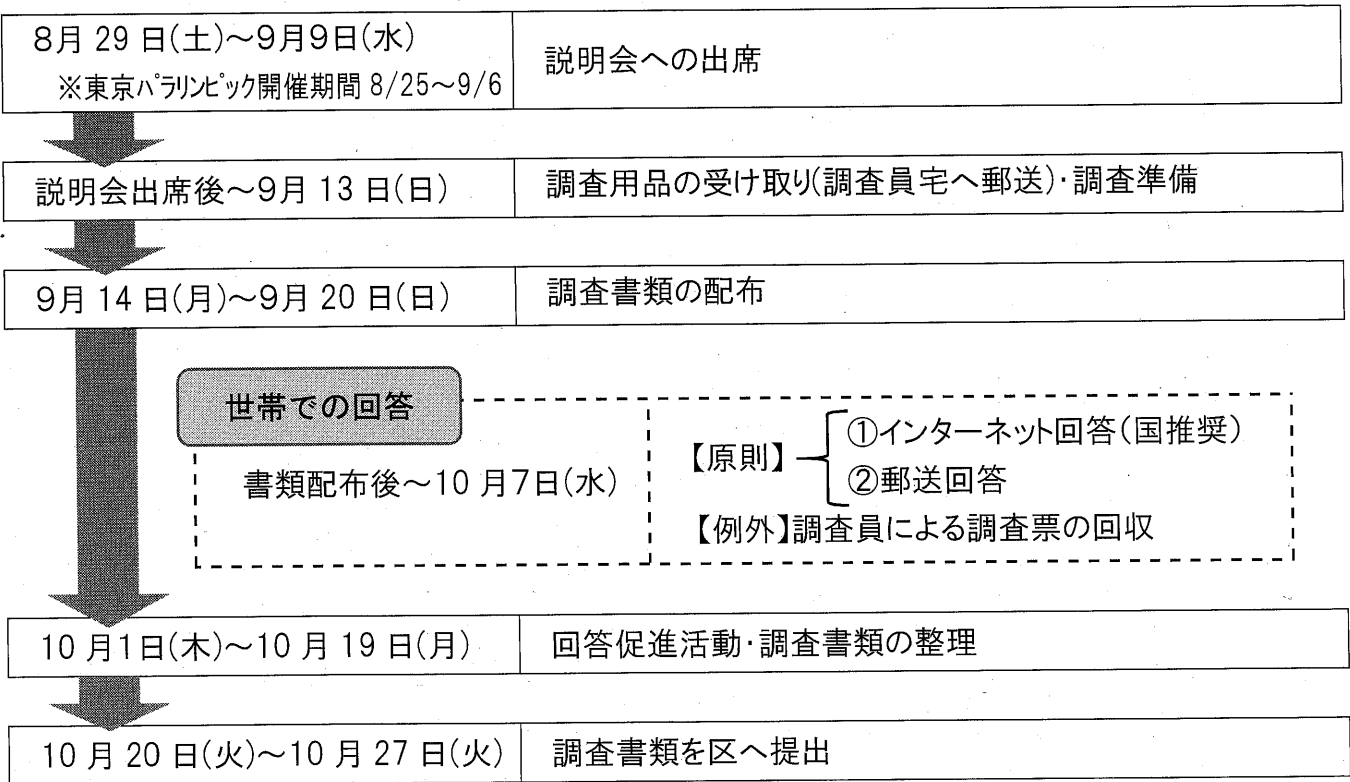 8月 29 日(土)～9月9日(水)
※東京パラリンピック開催期間 8/25～9/6
説明会への出席
説明会出席後～9月 13 日(日)
調査用品の受け取り(調査員宅へ郵送)・調査準備
9月 14 日(月)～9月 20 日(日)
調査書類の配布
世帯での回答
書類配布後～10 月7日(水)
【原則】
①インターネット回答(国推奨)
②郵送回答
【例外】調査員による調査票の回収
10 月1日(木)～10 月 19 日(月)
回答促進活動・調査書類の整理
10 月 20 日(火)～10 月 27 日(火)
調査書類を区へ提出